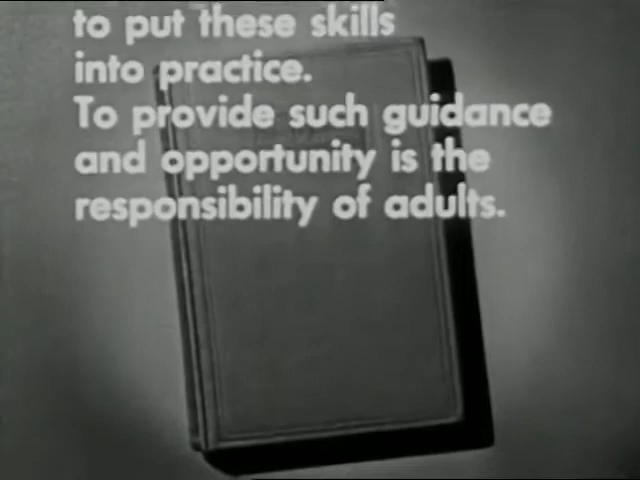 to put these skills
into practice.
To provide such guidance
and opportunity is the
responsibility of adults.